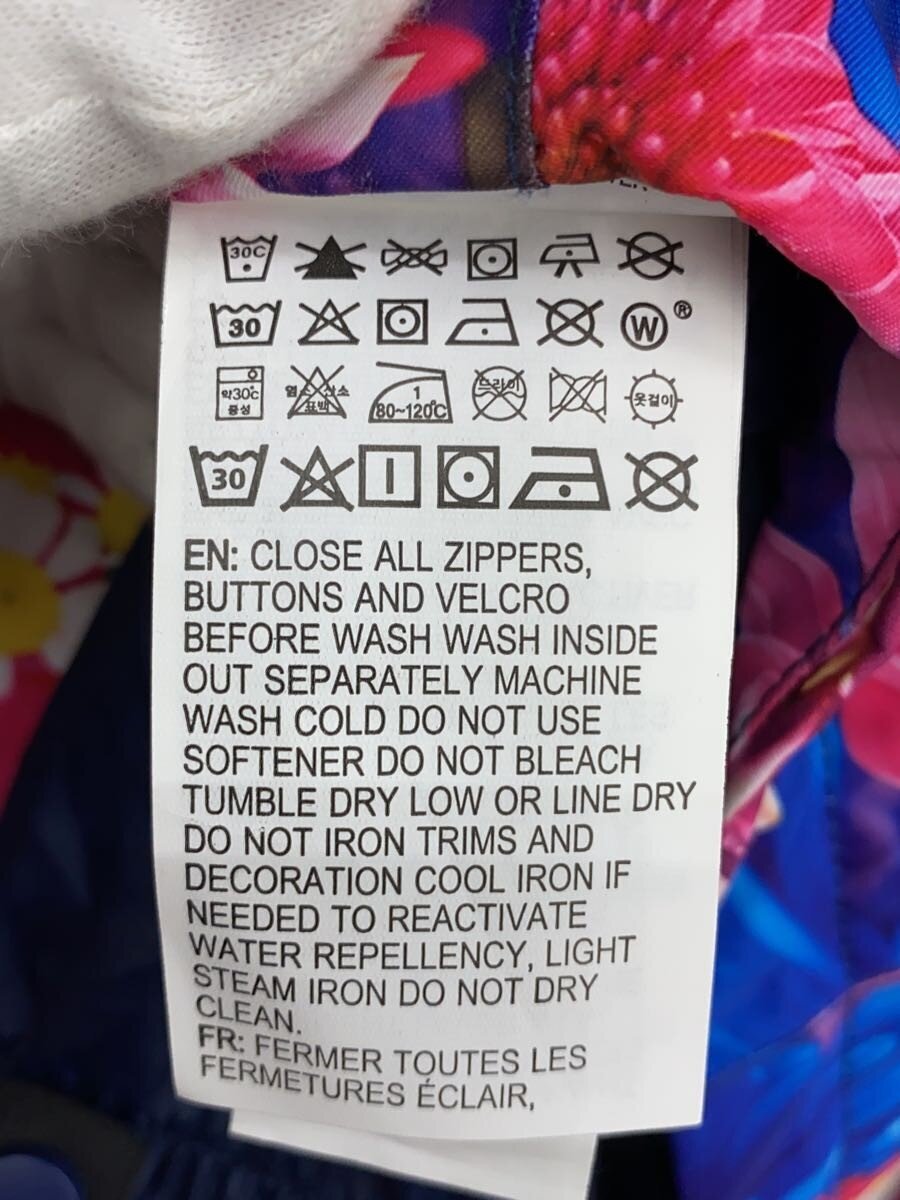 30C
30
W®
약30℃
중성
염소 산소
표백
1
80~120℃
드라이
옷걸이
30
EN: CLOSE ALL ZIPPERS,
BUTTONS AND VELCRO
BEFORE WASH WASH INSIDE
OUT SEPARATELY MACHINE
WASH COLD DO NOT USE
SOFTENER DO NOT BLEACH
TUMBLE DRY LOW OR LINE DRY
DO NOT IRON TRIMS AND
DECORATION COOL IRON IF
NEEDED TO REACTIVATE
WATER REPELLENCY, LIGHT
STEAM IRON DO NOT DRY
CLEAN.
FR: FERMER TOUTES LES
FERMETURES ÉCLAIR,